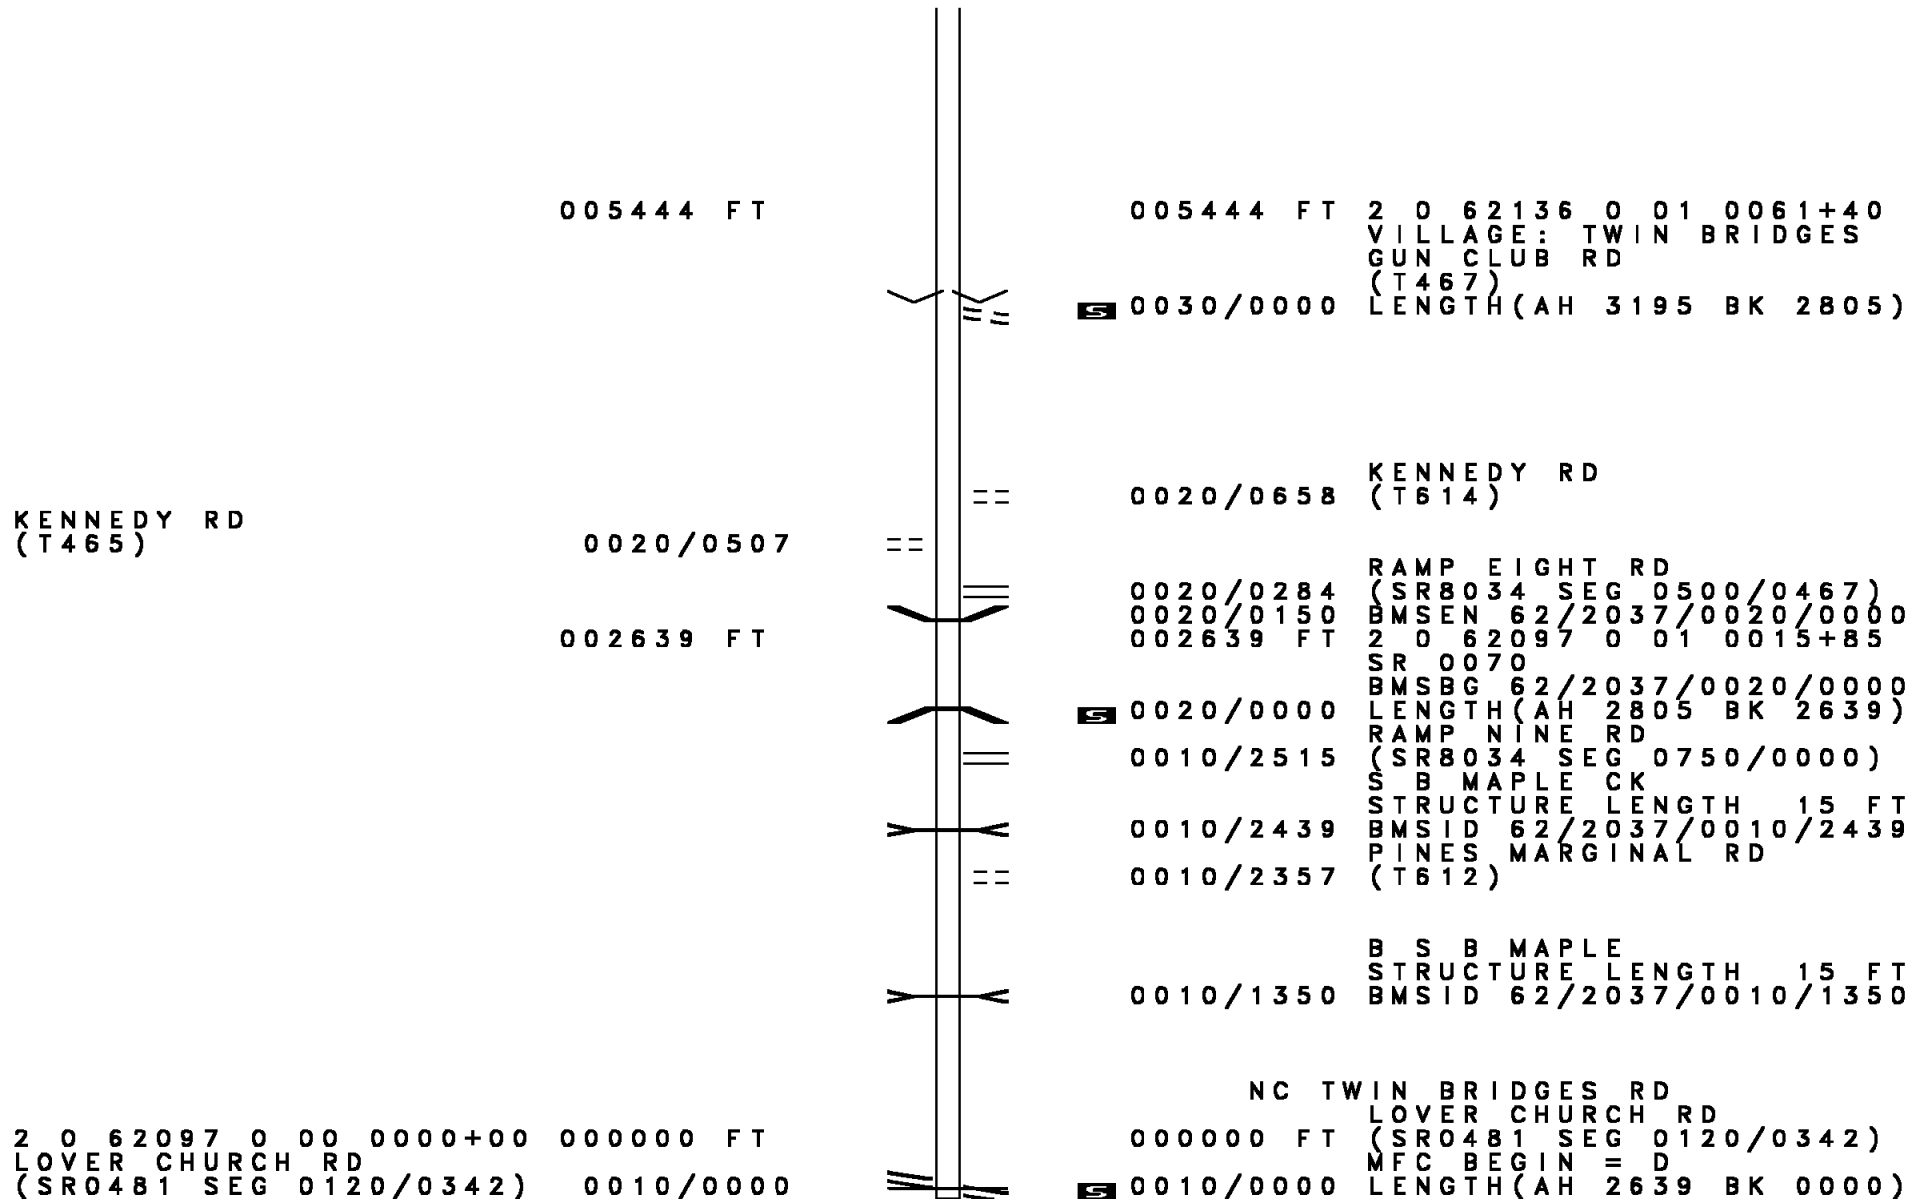 005444 FT 005444 FT 2 0 62136 0 01 0061+40
VILLAGE: TWIN BRIDGES
GUN CLUB RD
(T467)
S 0030/0000 LENGTH(AH 3195 BK 2805)
KENNEDY RD
0020/0658 (T614)
KENNEDY RD
(T465) 0020/0507
RAMP EIGHT RD
0020/0284 (SR8034 SEG 0500/0467)
0020/0150 BMSEN 62/2037/0020/0000
002639 FT 002639 FT 2 0 62097 0 01 0015+85
SR 0070
BMSBG 62/2037/0020/0000
S 0020/0000 LENGTH(AH 2805 BK 2639)
RAMP NINE RD
0010/2515 (SR8034 SEG 0750/0000)
S B MAPLE CK
STRUCTURE LENGTH 15 FT
0010/2439 BMSID 62/2037/0010/2439
PINES MARGINAL RD
0010/2357 (T612)
B S B MAPLE
STRUCTURE LENGTH 15 FT
0010/1350 BMSID 62/2037/0010/1350
NC TWIN BRIDGES RD
LOVER CHURCH RD
2 0 62097 0 00 0000+00 000000 FT 000000 FT (SR0481 SEG 0120/0342)
LOVER CHURCH RD MFC BEGIN = D
(SR0481 SEG 0120/0342) 0010/0000 S 0010/0000 LENGTH(AH 2639 BK 0000)